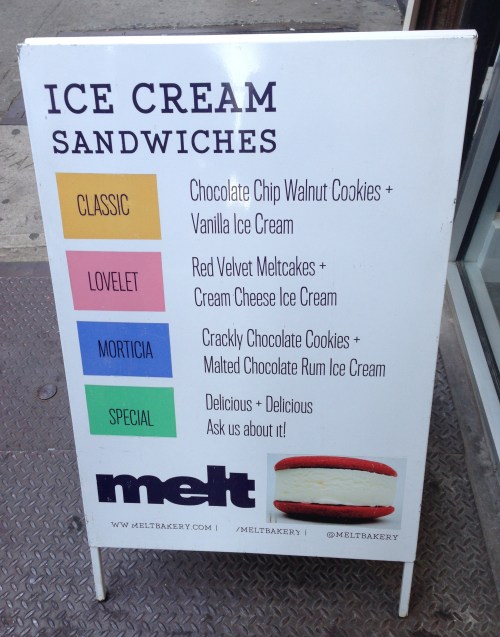 ICE CREAM
SANDWICHES
CLASSIC
Chocolate Chip Walnut Cookies +
Vanilla Ice Cream
LOVELET
Red Velvet Meltcakes +
Cream Cheese Ice Cream
MORTICIA
Crackly Chocolate Cookies +
Malted Chocolate Rum Ice Cream
SPECIAL
Delicious + Delicious
Ask us about it!
melt
WW MELTBAKERY.COM | /MELTBAKERY | @MELTBAKERY